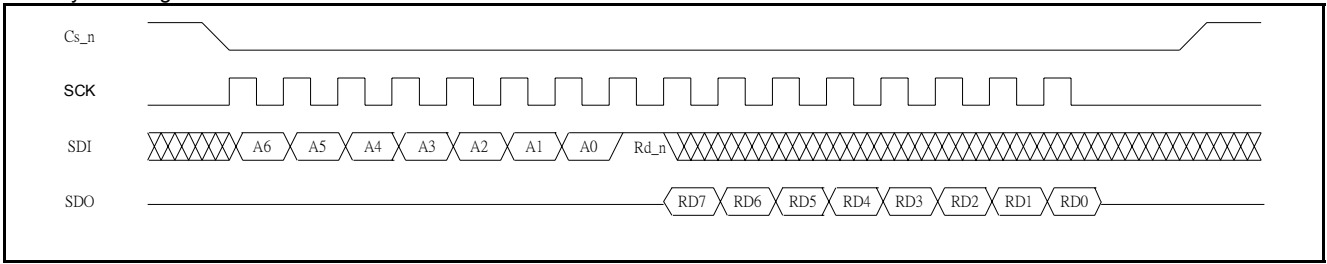 Cs_n
SCK
SDI A6 A5 A4 A3 A2 A1 A0 Rd_n
SDO RD7 RD6 RD5 RD4 RD3 RD2 RD1 RD0